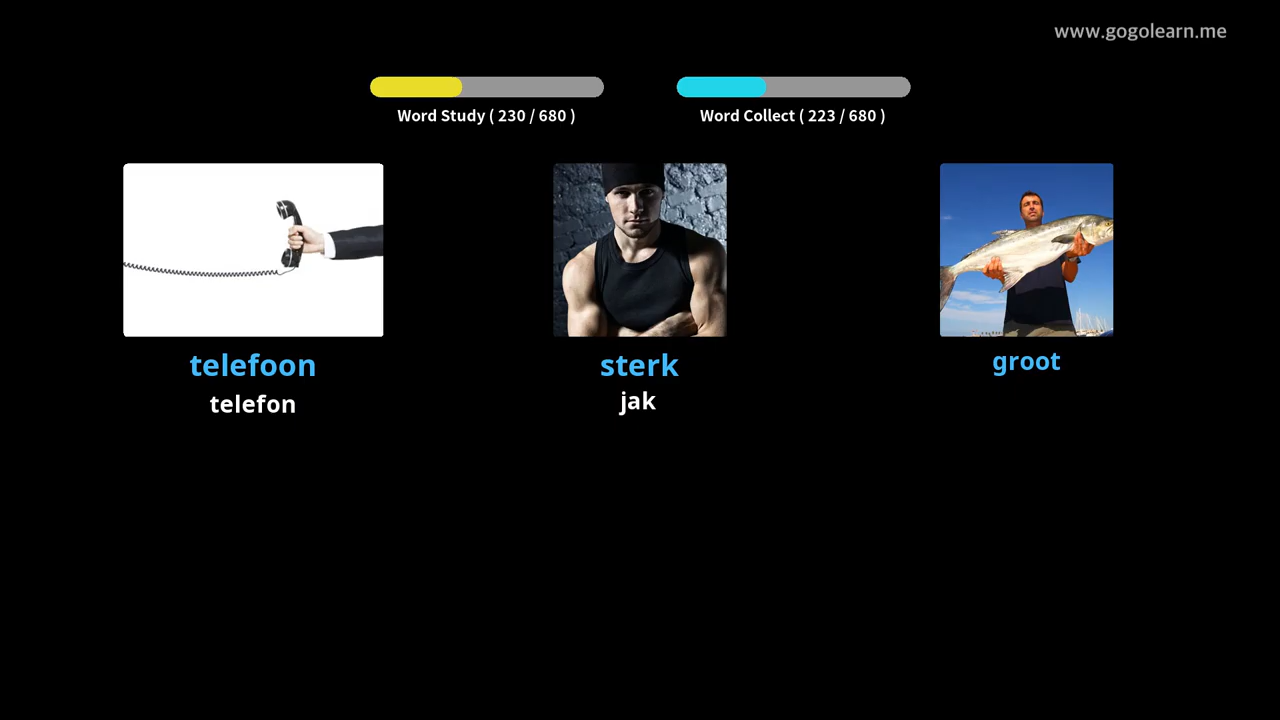 www.gogolearn.me
Word Study ( 230 / 680 )
Word Collect ( 223 / 680 )
telefoon
sterk
groot
telefon
jak